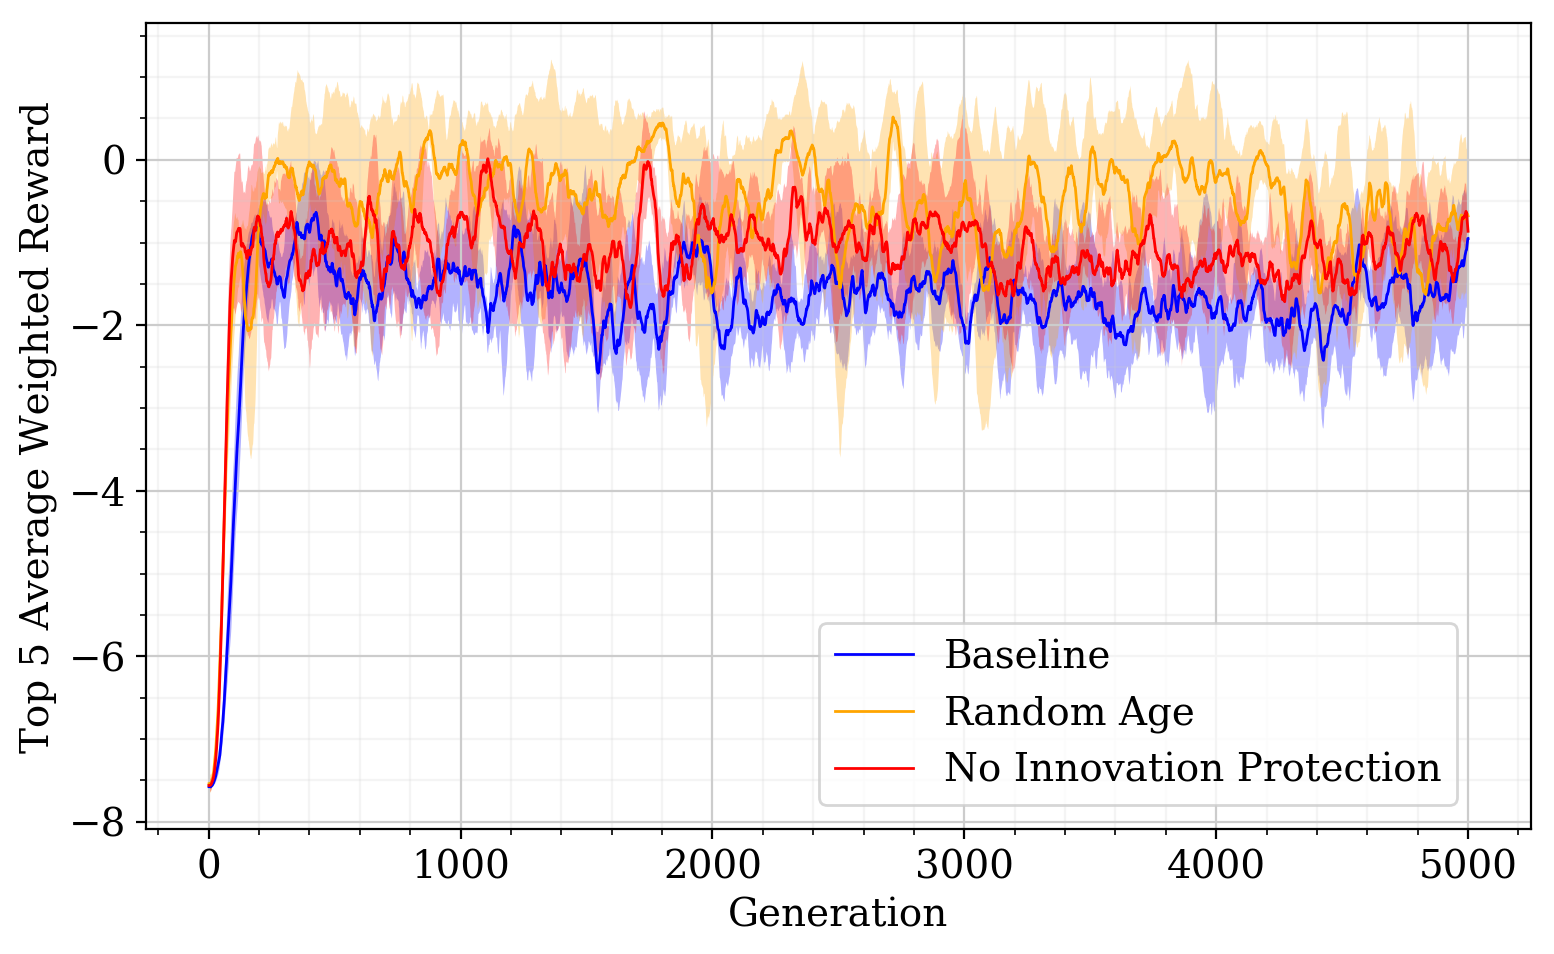 Top 5 Average Weighted Reward
0
−2
−4
−6
−8
0 1000 2000 3000 4000 5000
Generation
Baseline
Random Age
No Innovation Protection